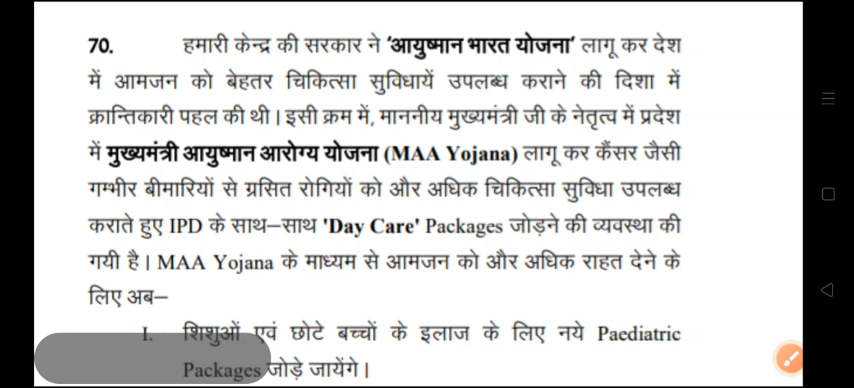 70. हमारी केन्द्र की सरकार ने ‘आयुष्मान भारत योजना’ लागू कर देश
में आमजन को बेहतर चिकित्सा सुविधायें उपलब्ध कराने की दिशा में
क्रान्तिकारी पहल की थी। इसी क्रम में, माननीय मुख्यमंत्री जी के नेतृत्व में प्रदेश
में मुख्यमंत्री आयुष्मान आरोग्य योजना (MAA Yojana) लागू कर कैंसर जैसी
गम्भीर बीमारियों से ग्रसित रोगियों को और अधिक चिकित्सा सुविधा उपलब्ध
कराते हुए IPD के साथ–साथ 'Day Care' Packages जोड़ने की व्यवस्था की
गयी है। MAA Yojana के माध्यम से आमजन को और अधिक राहत देने के
लिए अब–
I. शिशुओं एवं छोटे बच्चों के इलाज के लिए नये Paediatric
Packages जोड़े जायेंगे।